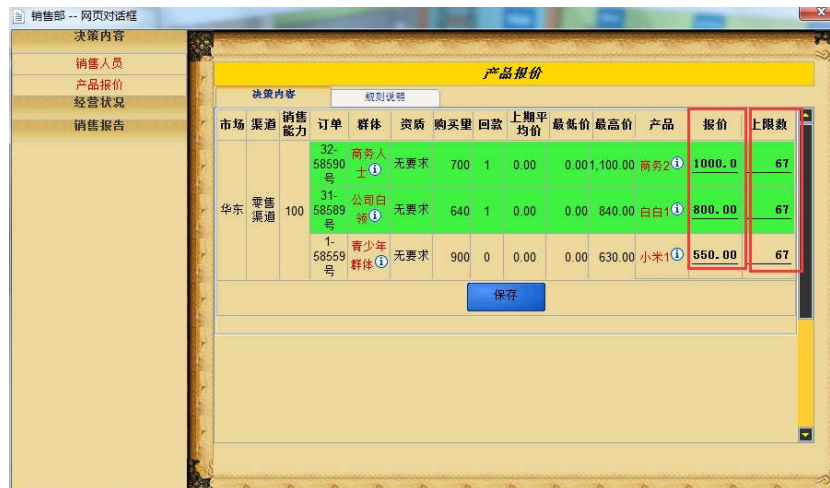 销售部 -- 网页对话框
决策内容
销售人员
产品报价
经营状况
销售报告
产品报价
决策内容 规则说明
市场 渠道 销售能力 订单 群体 资质 购买量 回款 上期平均价 最低价 最高价 产品 报价 上限数
华东 零售渠道 100 32-58590号 商务人士 无要求 700 1 0.00 0.00 1,100.00 商务2 1000.0 67
31-58589号 公司白领 无要求 640 1 0.00 0.00 840.00 白白1 800.00 67
1-58559号 青少年群体 无要求 900 0 0.00 0.00 630.00 小米1 550.00 67
保存